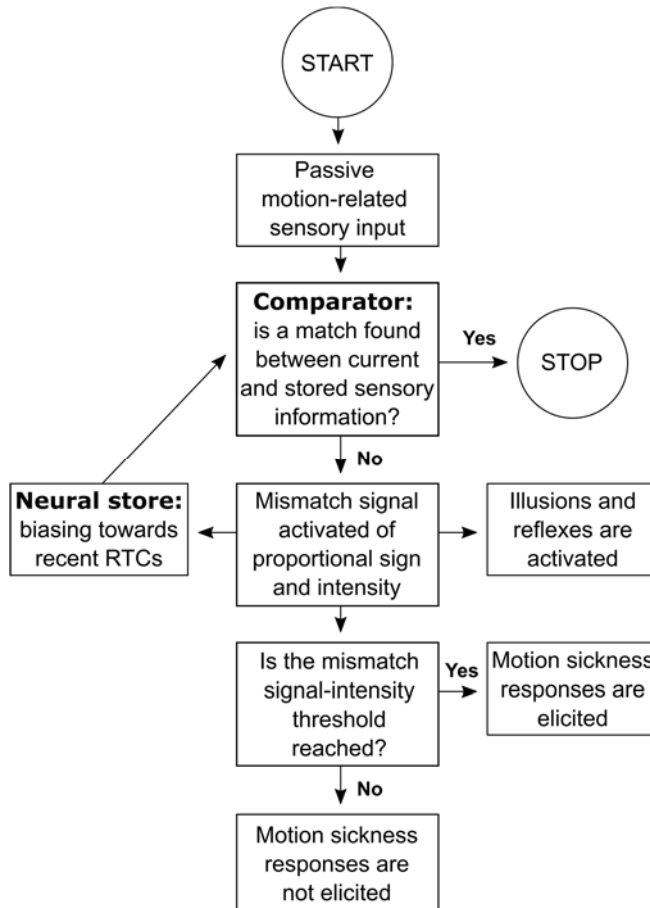 START
Passive
motion-related
sensory input
Comparator:
is a match found
between current
and stored sensory
information?
Yes
STOP
No
Neural store:
biasing towards
recent RTCs
Mismatch signal
activated of
proportional sign
and intensity
Illusions and
reflexes are
activated
Is the mismatch
signal-intensity
threshold
reached?
Yes
Motion sickness
responses are
elicited
No
Motion sickness
responses are
not elicited